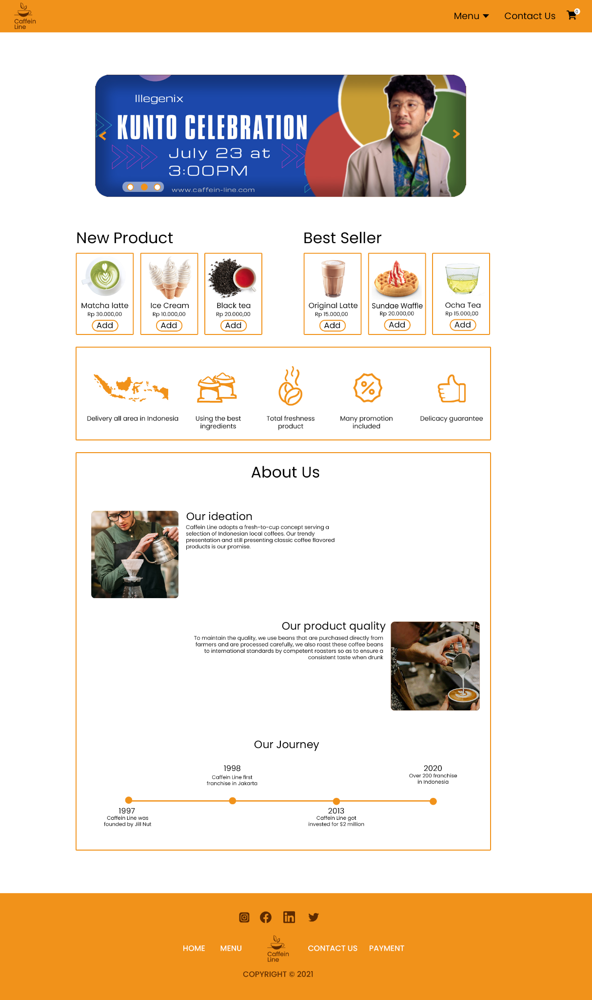 Caffein
Line
Menu
Contact Us
0
Illegenix
KUNTO CELEBRATION
July 23 at
3:00PM
www.caffein-line.com
New Product
Matcha latte
Rp 30.000,00
Add
Ice Cream
Rp 10.000,00
Add
Black tea
Rp 20.000,00
Add
Best Seller
Original Latte
Rp 15.000,00
Add
Sundae Waffle
Rp 20.000,00
Add
Ocha Tea
Rp 15.000,00
Add
Delivery all area in Indonesia
Using the best
ingredients
Total freshness
product
Many promotion
included
Delicacy guarantee
About Us
Our ideation
Caffein Line adopts a fresh-to-cup concept serving a
selection of Indonesian local coffees. Our trendy
presentation and still presenting classic coffee flavored
products is our promise.
Our product quality
To maintain the quality, we use beans that are purchased directly from
farmers and are processed carefully, we also roast these coffee beans
to international standards by competent roasters so as to ensure a
consistent taste when drunk
Our Journey
1997
Caffein Line was
founded by Jill Nut
1998
Caffein Line first
franchise in Jakarta
2013
Caffein Line got
invested for $2 million
2020
Over 200 franchise
in Indonesia
HOME
MENU
Caffein
Line
CONTACT US
PAYMENT
COPYRIGHT © 2021